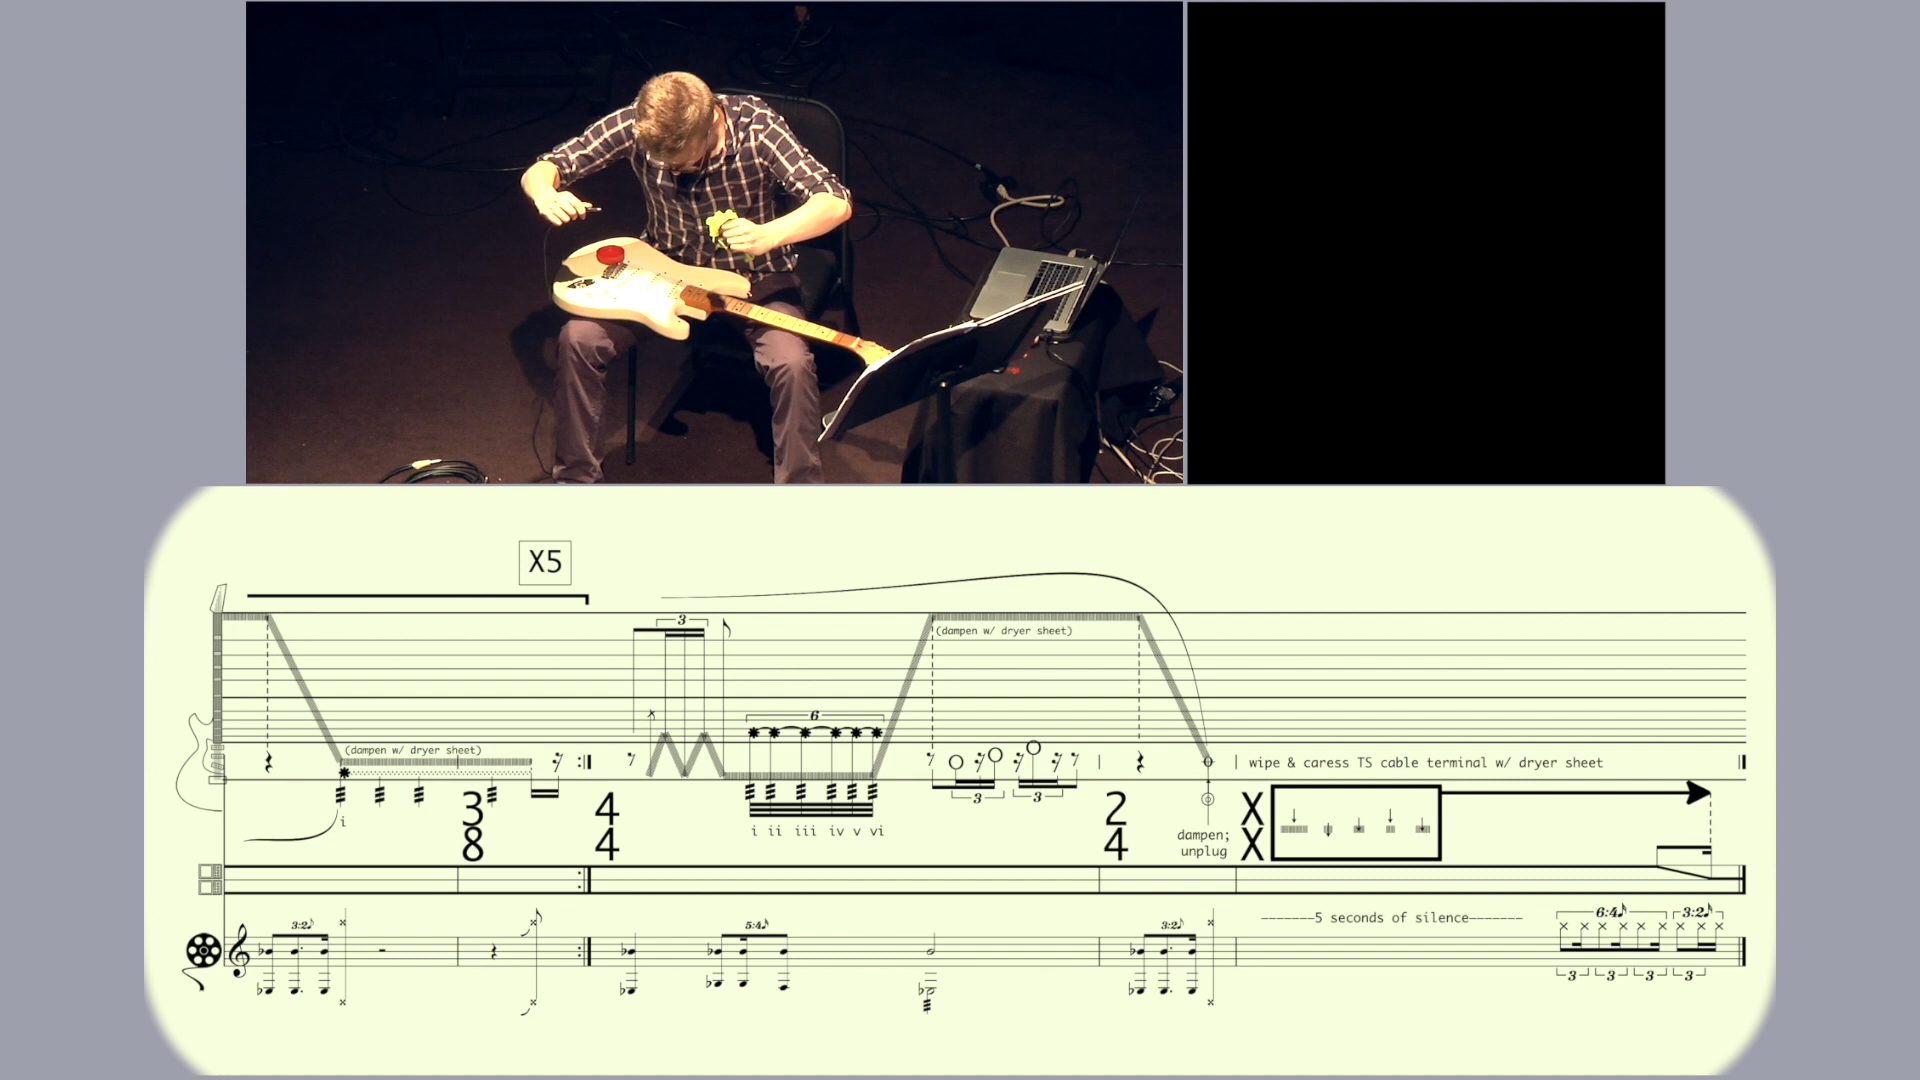 X5
3
(dampen w/ dryer sheet)
(dampen w/ dryer sheet)
6
wipe & caress TS cable terminal w/ dryer sheet
3 3
i
3
8
4
4
i ii iii iv v vi
2
4
dampen;
unplug
X
X
3:2
5:4
3:2
-------5 seconds of silence-------
6:4 3:2
3 3 3 3